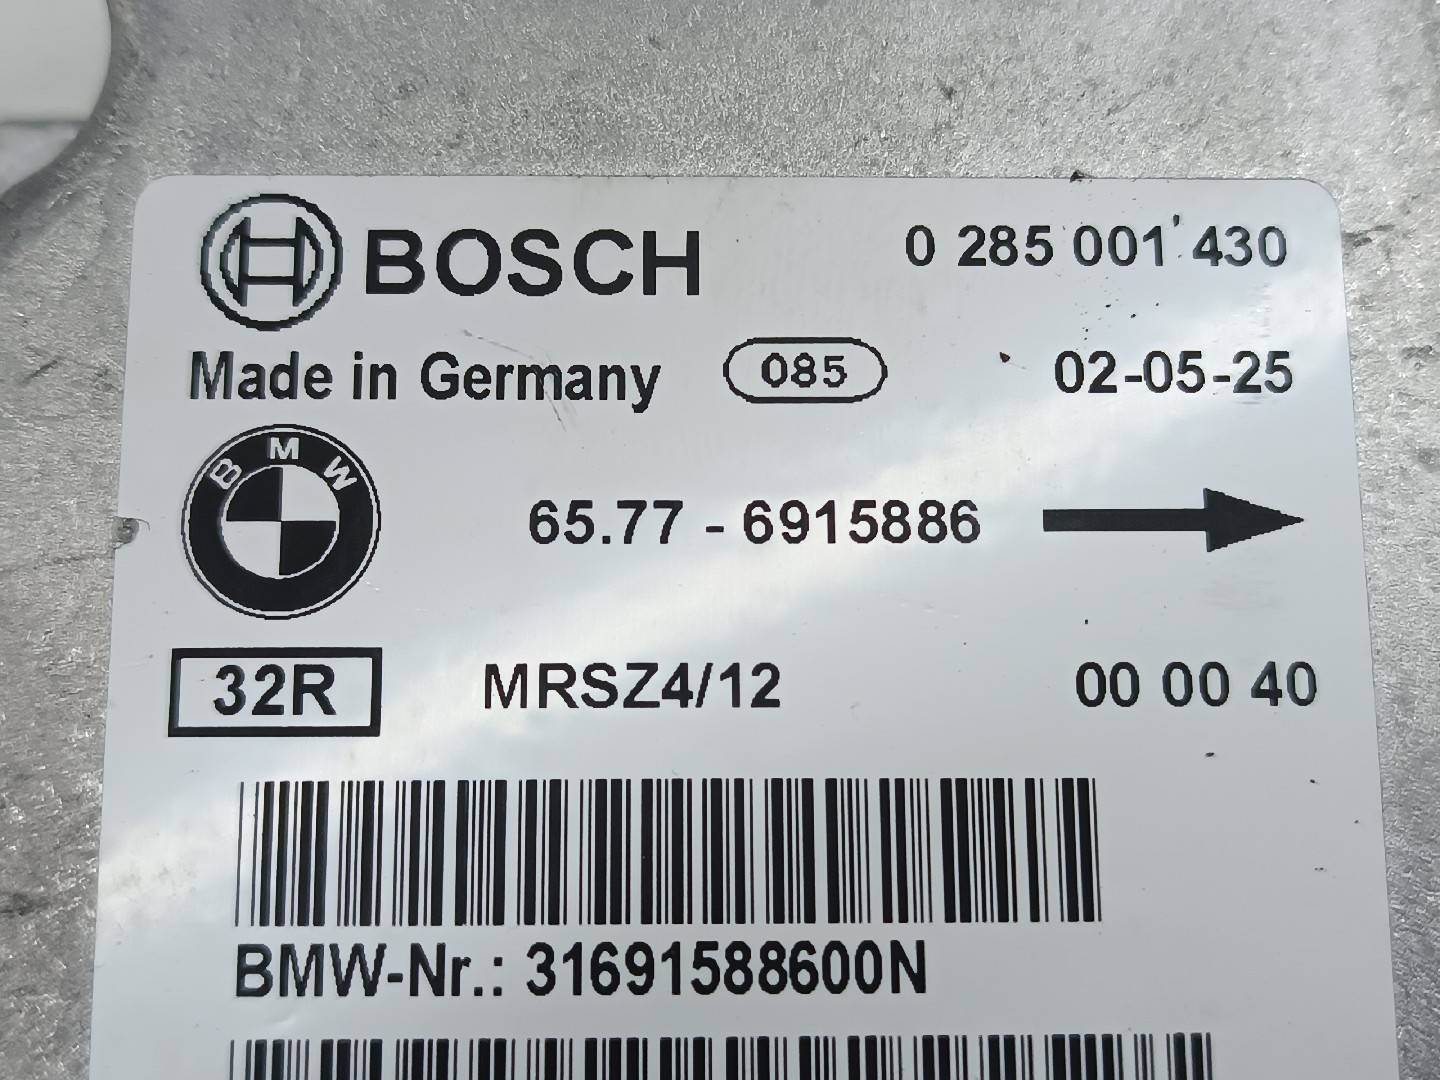 BOSCH 0 285 001 430
Made in Germany 085 02-05-25
BMW
65.77 - 6915886
32R MRSZ4/12 00 00 40
BMW-Nr.: 31691588600N